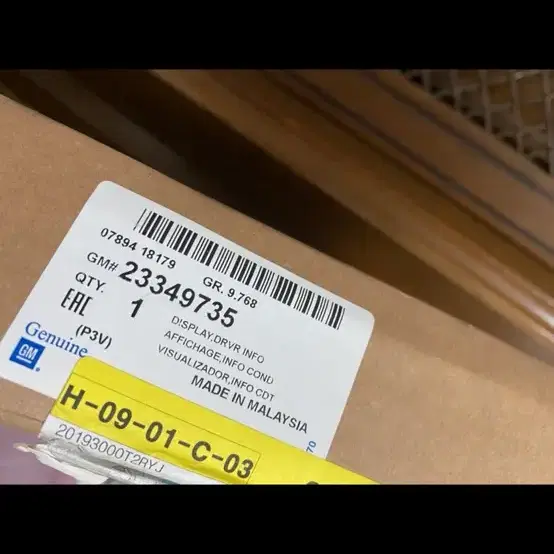 07894 18179 GR. 9.768
GM# 23349735
QTY. 1
EAC
DISPLAY,DRVR INFO
AFFICHAGE,INFO COND
VISUALIZADOR,INFO CDT
(P3V)
MADE IN MALAYSIA
Genuine
GM
70
H-09-01-C-03
20193000T2RYJ